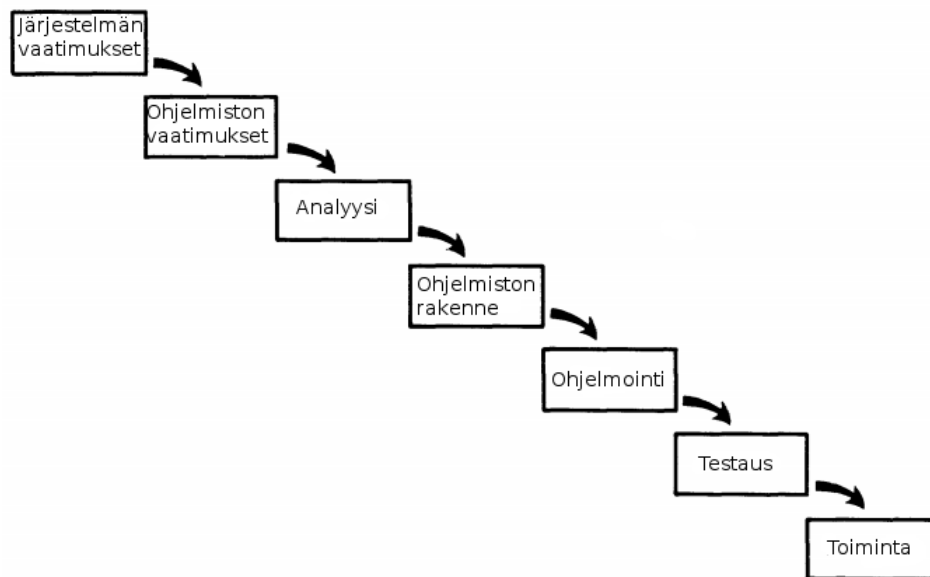 Järjestelmän
vaatimukset
Ohjelmiston
vaatimukset
Analyysi
Ohjelmiston
rakenne
Ohjelmointi
Testaus
Toiminta